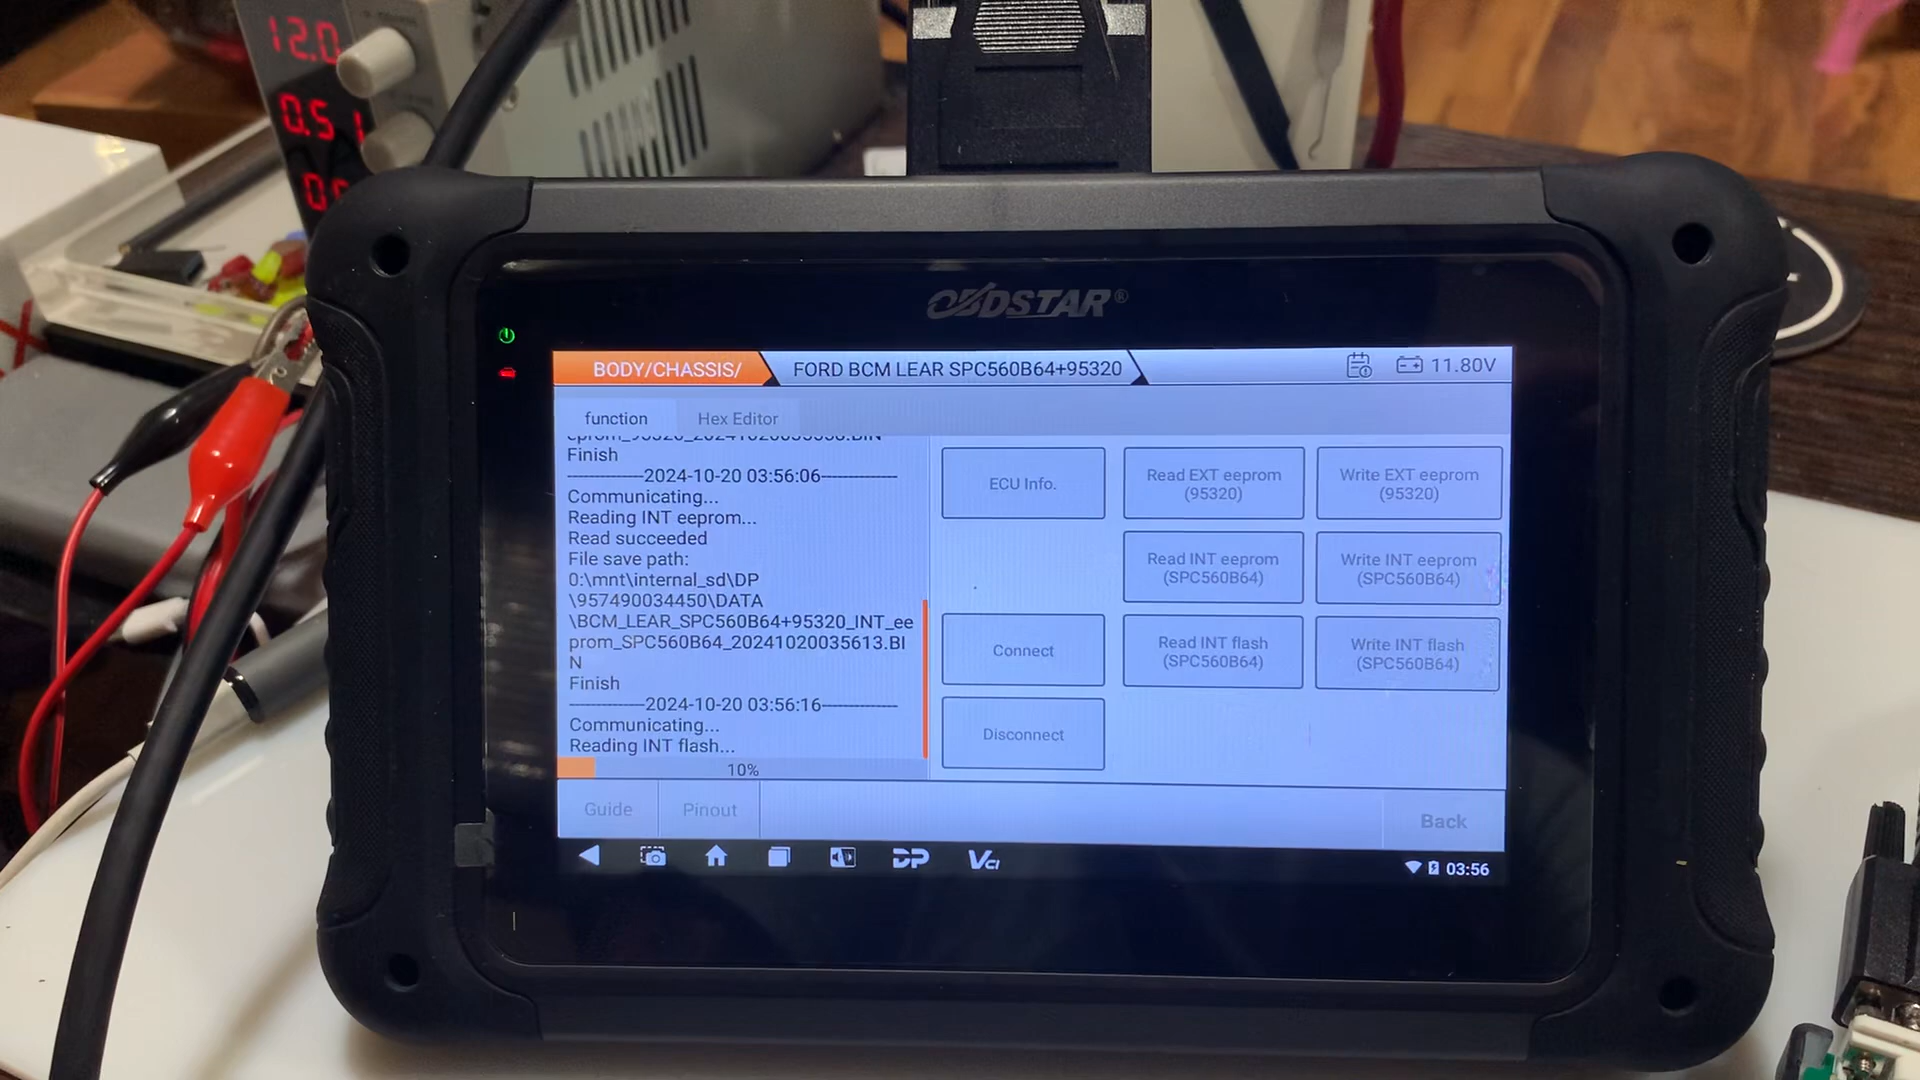 12.0
0.51
OBDSTAR®
BODY/CHASSIS/
FORD BCM LEAR SPC560B64+95320
11.80V
function
Hex Editor
Finish
2024-10-20 03:56:06
Communicating...
Reading INT eeprom...
Read succeeded
File save path:
0:\mnt\internal_sd\DP
\957490034450\DATA
\BCM_LEAR_SPC560B64+95320_INT_ee
prom_SPC560B64_20241020035613.BI
N
Finish
2024-10-20 03:56:16
Communicating...
Reading INT flash...
10%
ECU Info.
Read EXT eeprom
(95320)
Write EXT eeprom
(95320)
Read INT eeprom
(SPC560B64)
Write INT eeprom
(SPC560B64)
Connect
Read INT flash
(SPC560B64)
Write INT flash
(SPC560B64)
Disconnect
Guide
Pinout
Back
DP
VCI
03:56